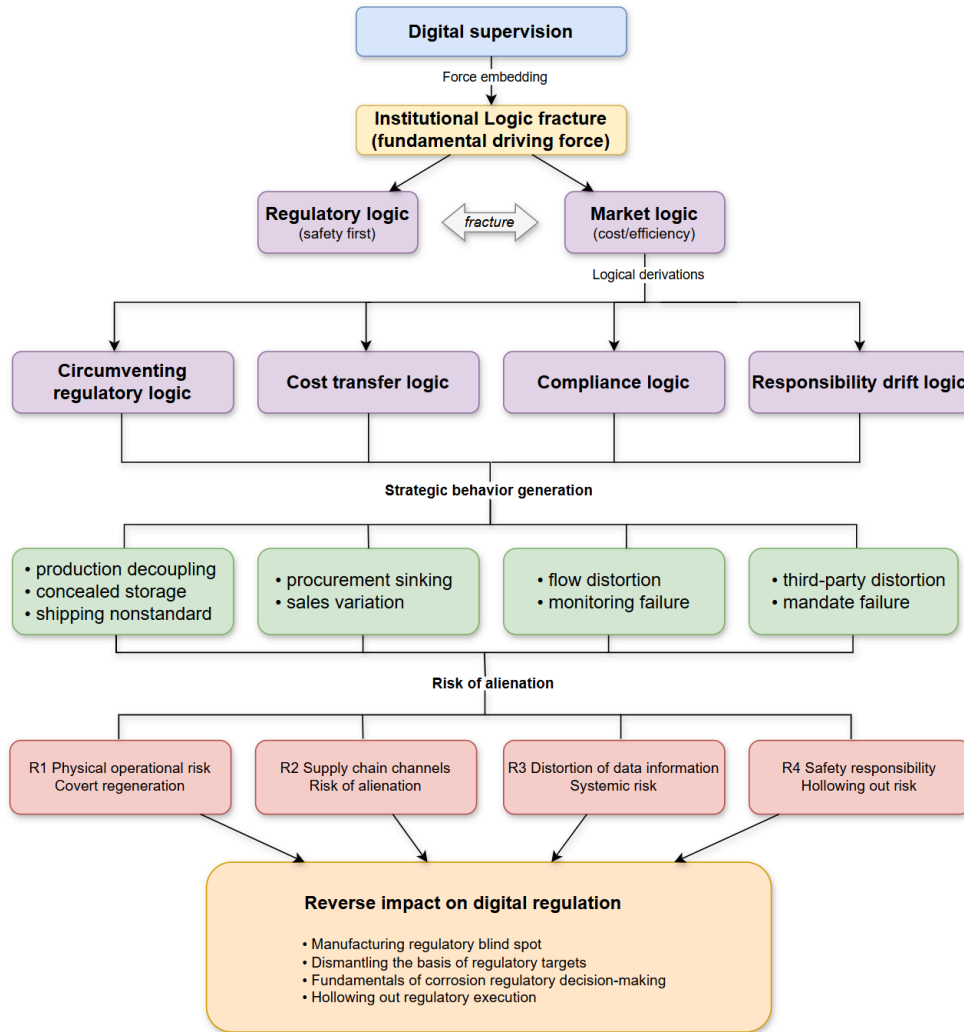 Digital supervision
Force embedding
Institutional Logic fracture
(fundamental driving force)
Regulatory logic
(safety first)
fracture
Market logic
(cost/efficiency)
Logical derivations
Circumventing
regulatory logic
Cost transfer logic
Compliance logic
Responsibility drift logic
Strategic behavior generation
• production decoupling
• concealed storage
• shipping nonstandard
• procurement sinking
• sales variation
• flow distortion
• monitoring failure
• third-party distortion
• mandate failure
Risk of alienation
R1 Physical operational risk
Covert regeneration
R2 Supply chain channels
Risk of alienation
R3 Distortion of data information
Systemic risk
R4 Safety responsibility
Hollowing out risk
Reverse impact on digital regulation
• Manufacturing regulatory blind spot
• Dismantling the basis of regulatory targets
• Fundamentals of corrosion regulatory decision-making
• Hollowing out regulatory execution